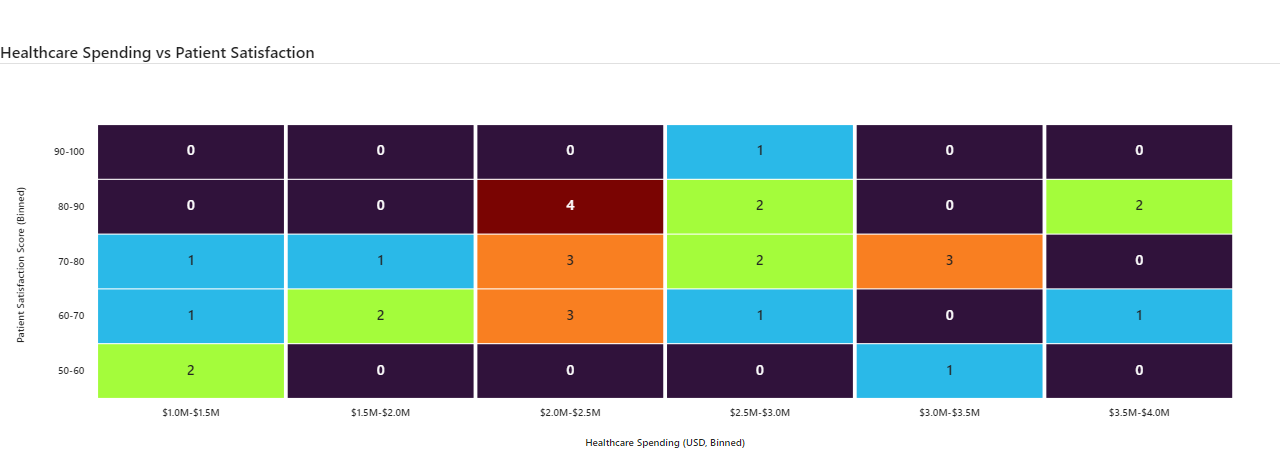 Healthcare Spending vs Patient Satisfaction
Patient Satisfaction Score (Binned)
90-100 0 0 0 1 0 0
80-90 0 0 4 2 0 2
70-80 1 1 3 2 3 0
60-70 1 2 3 1 0 1
50-60 2 0 0 0 1 0
$1.0M-$1.5M $1.5M-$2.0M $2.0M-$2.5M $2.5M-$3.0M $3.0M-$3.5M $3.5M-$4.0M
Healthcare Spending (USD, Binned)